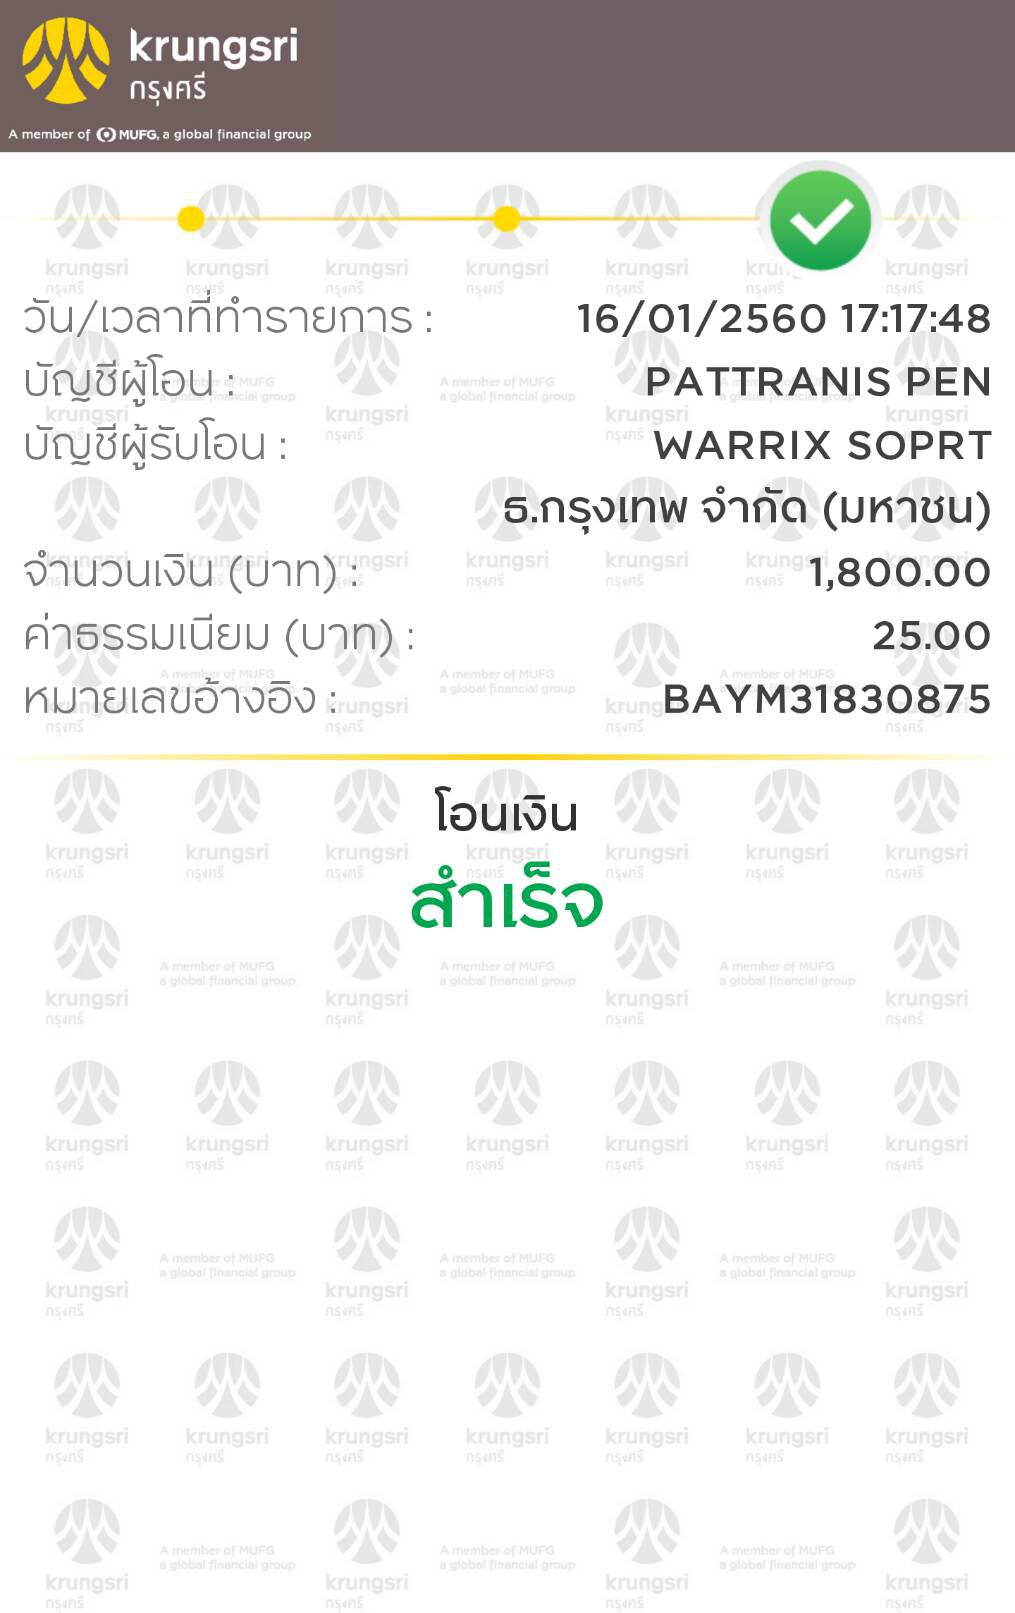 krungsri
กรุงศรี
A member of MUFG, a global financial group
วัน/เวลาที่ทำรายการ : 16/01/2560 17:17:48
บัญชีผู้โอน : PATTRANIS PEN
บัญชีผู้รับโอน : WARRIX SOPRT
ธ.กรุงเทพ จำกัด (มหาชน)
จำนวนเงิน (บาท) : 1,800.00
ค่าธรรมเนียม (บาท) : 25.00
หมายเลขอ้างอิง : BAYM31830875
โอนเงิน
สำเร็จ